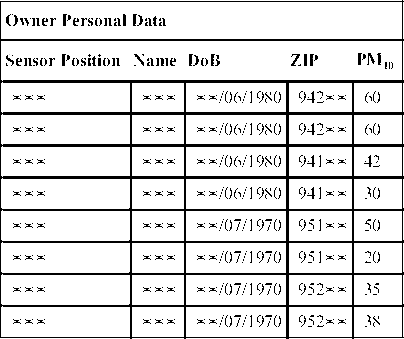 Owner Personal Data
Sensor Position Name DoB ZIP PM10
*** *** **/06/1980 942** 60
*** *** **/06/1980 942** 60
*** *** **/06/1980 941** 42
*** *** **/06/1980 941** 30
*** *** **/07/1970 951** 50
*** *** **/07/1970 951** 20
*** *** **/07/1970 952** 35
*** *** **/07/1970 952** 38